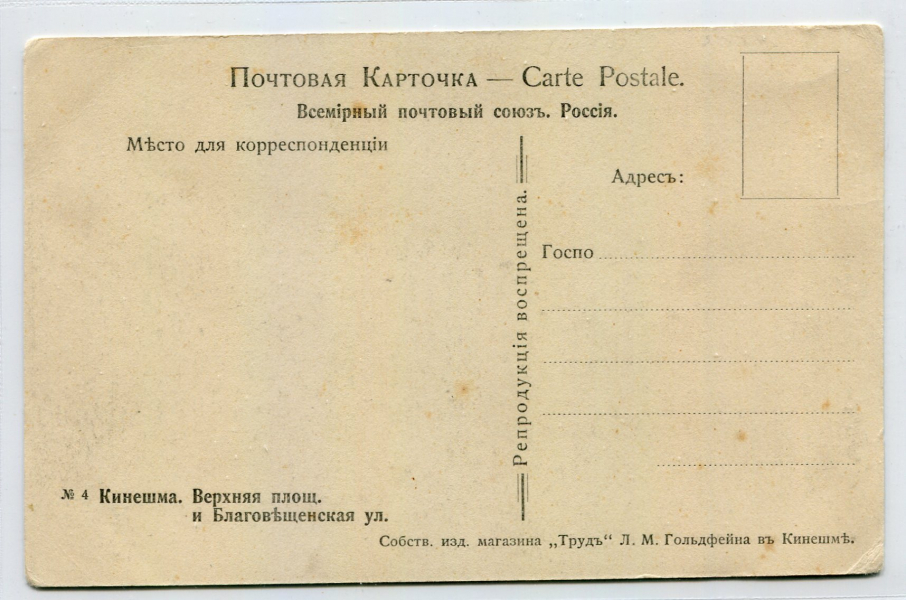 Почтовая Карточка — Carte Postale.
Всемірный почтовый союзъ. Россія.
Мѣсто для корреспонденціи
Репродукція воспрещена.
Адресъ:
Госпо
№ 4 Кинешма. Верхняя площ.
и Благовѣщенская ул.
Собств. изд. магазина „Трудъ“ Л. М. Гольдфейна въ Кинешмѣ.